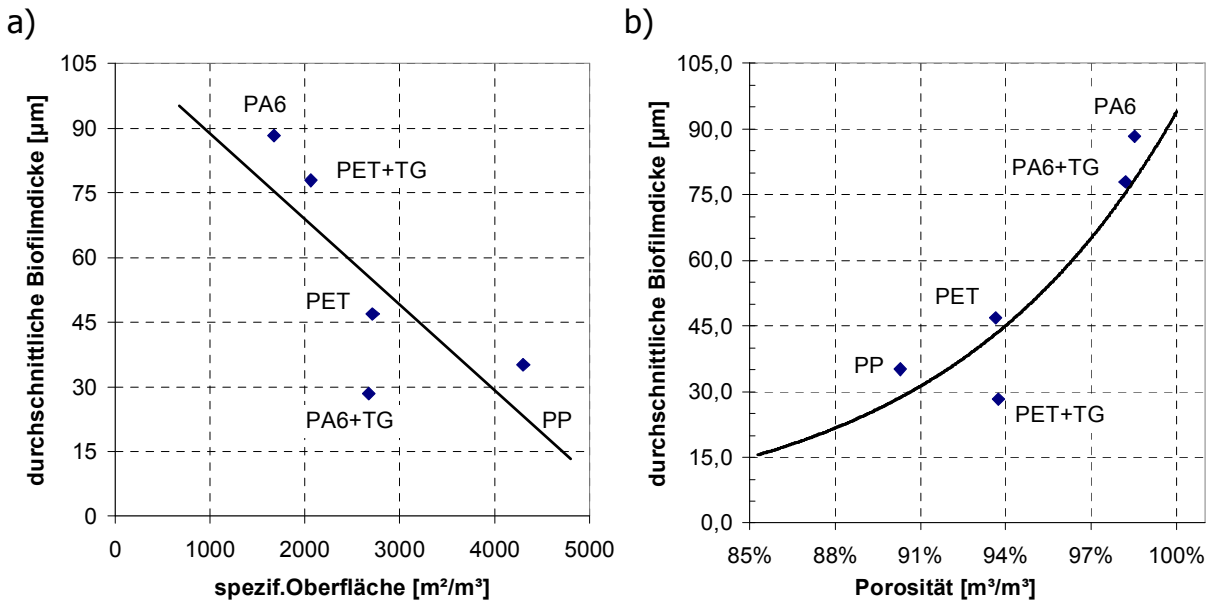 a)
105
90
75
60
45
30
15
0
durchschnittliche Biofilmdicke [µm]
PA6
PET+TG
PET
PA6+TG
PP
0 1000 2000 3000 4000 5000
spezif.Oberfläche [m²/m³]
b)
105,0
90,0
75,0
60,0
45,0
30,0
15,0
0,0
durchschnittliche Biofilmdicke [µm]
PA6
PA6+TG
PET
PP
PET+TG
85% 88% 91% 94% 97% 100%
Porosität [m³/m³]